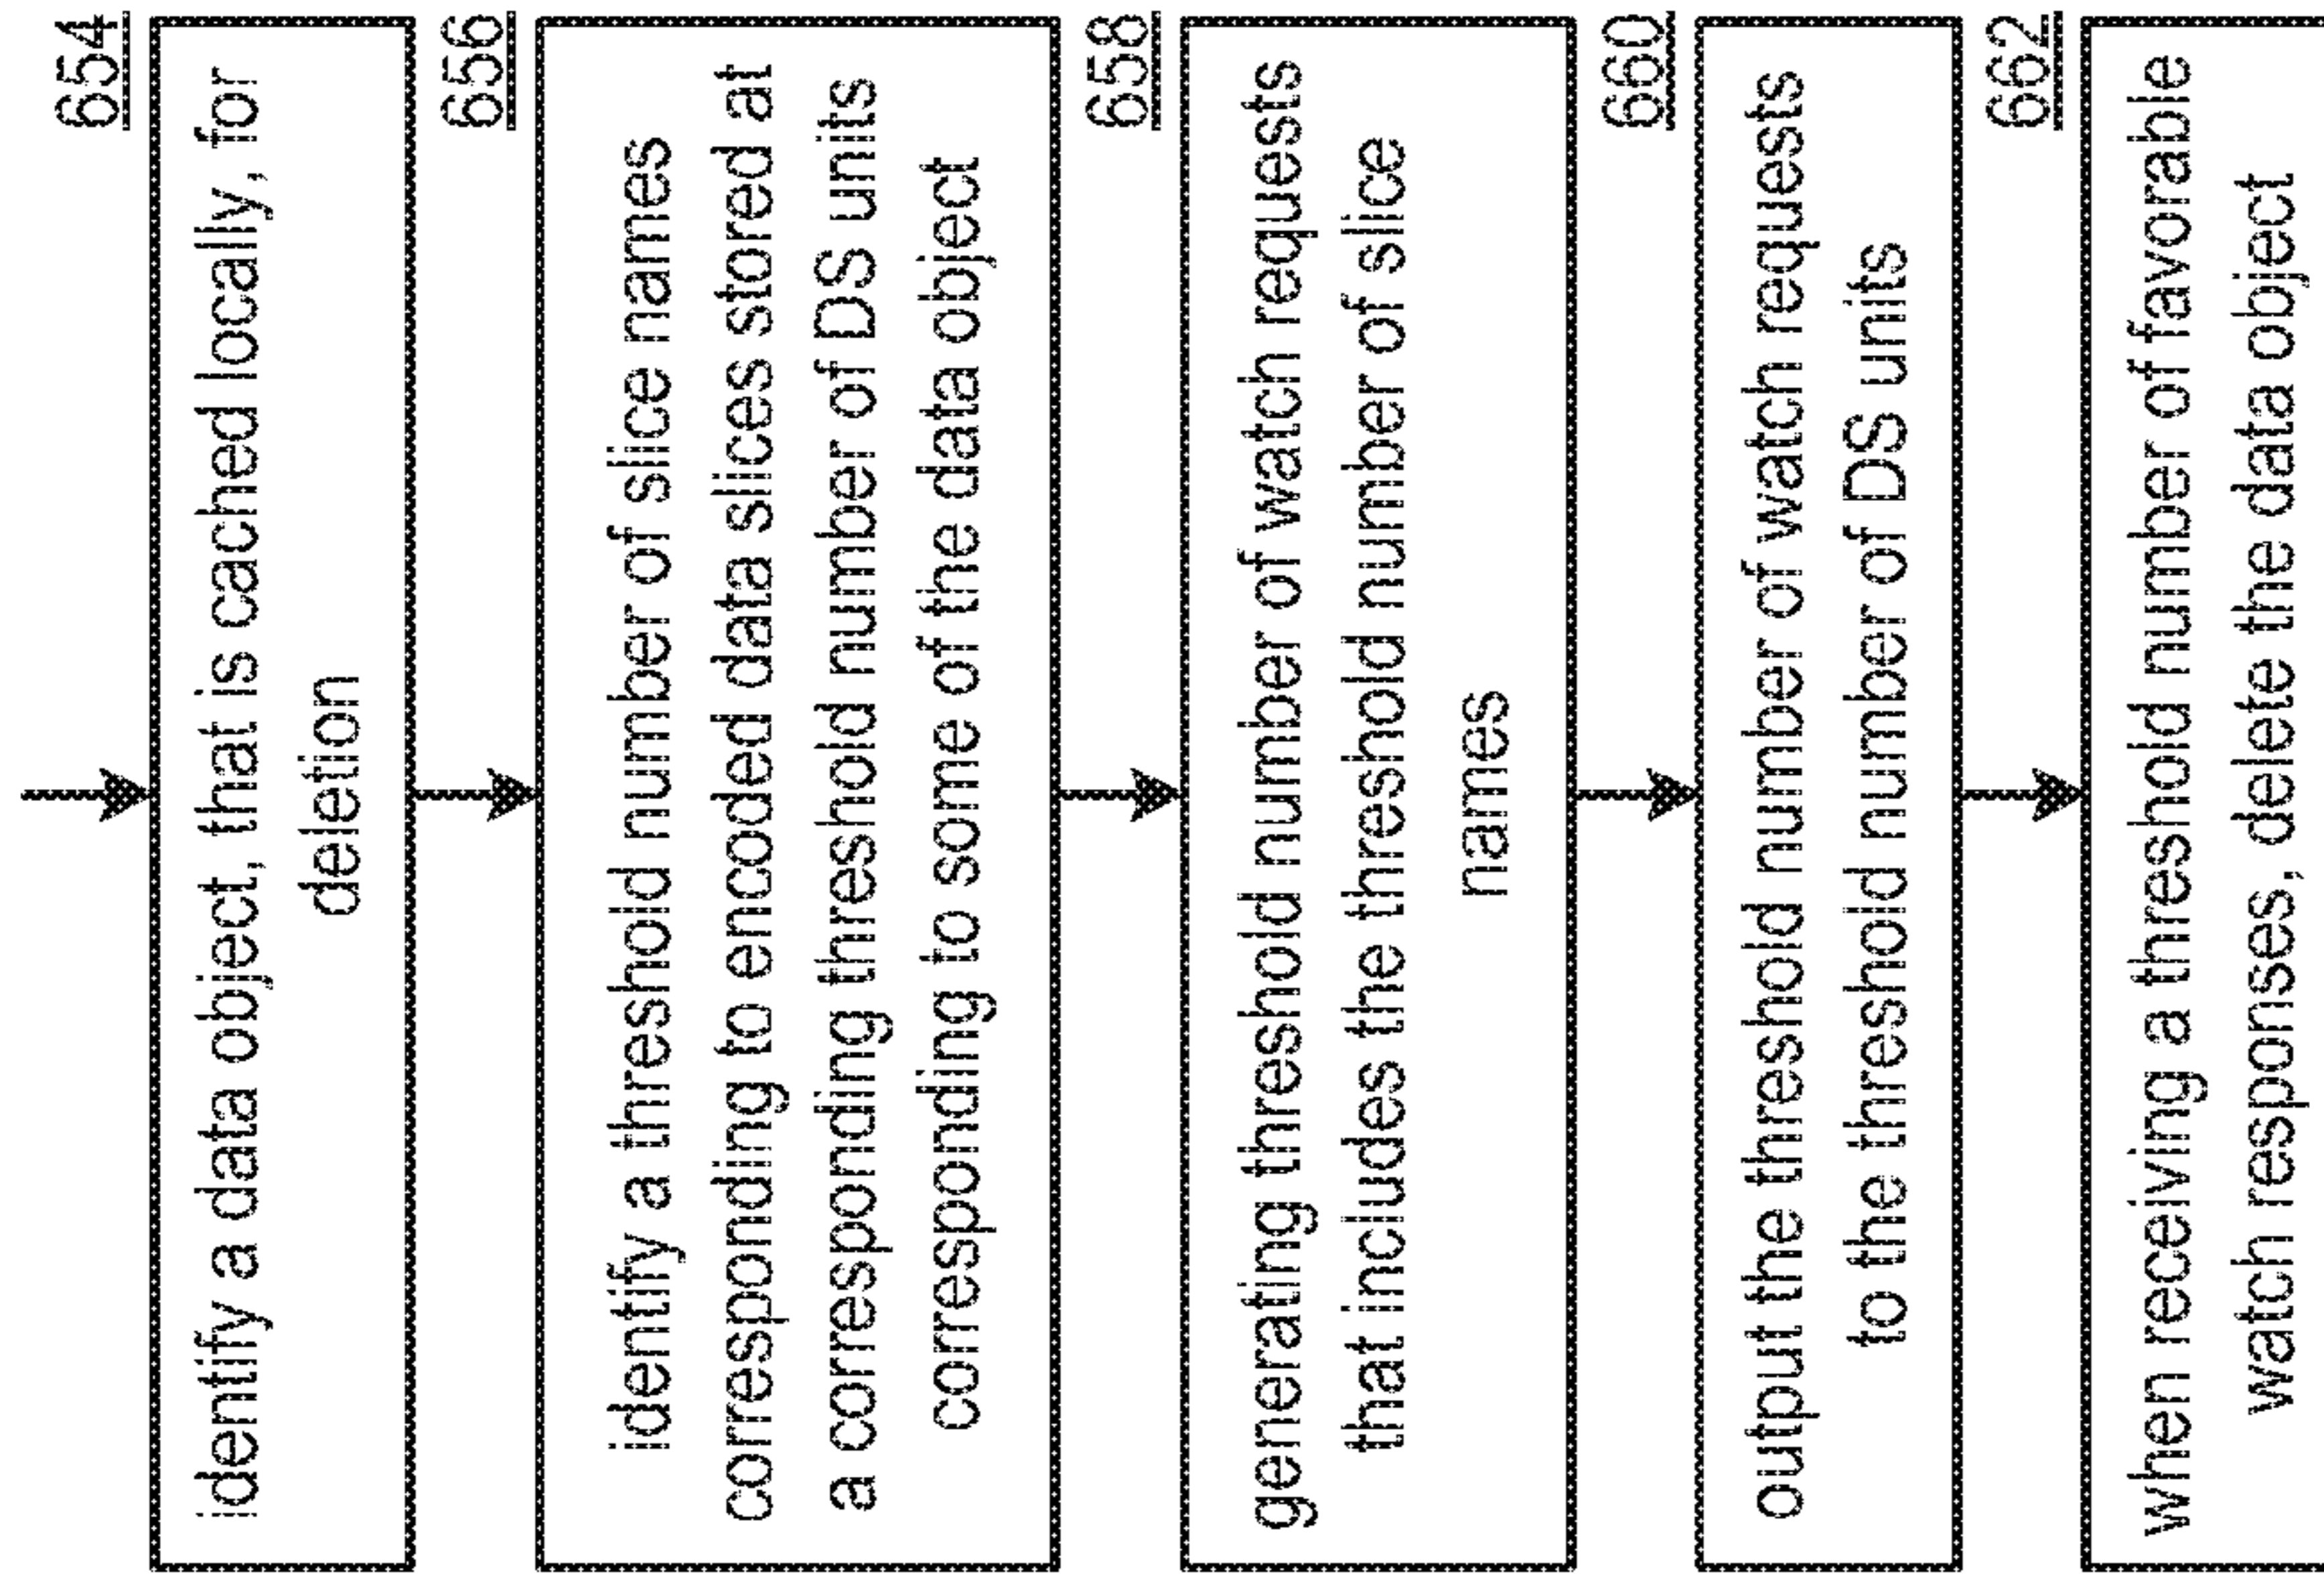 654
identify a data object, that is cached locally, for
deletion
656
identify a threshold number of slice names
corresponding to encoded data slices stored at
a corresponding threshold number of DS units
corresponding to some of the data object
658
generating threshold number of watch requests
that includes the threshold number of slice
names
660
output the threshold number of watch requests
to the threshold number of DS units
662
when receiving a threshold number of favorable
watch responses, delete the data object